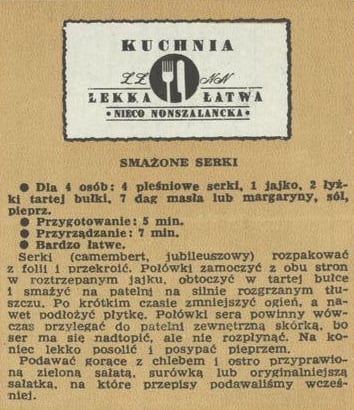 KUCHNIA
ŁŁ NN
LEKKA ŁATWA
• NIECO NONSZALANCKA •
SMAŻONE SERKI
● Dla 4 osób: 4 pleśniowe serki, 1 jajko, 2 łyż-
ki tartej bułki, 7 dag masła lub margaryny, sól,
pieprz.
● Przygotowanie: 5 min.
● Przyrządzanie: 7 min.
● Bardzo łatwe.
Serki (camembert, jubileuszowy) rozpakować
z folii i przekroić. Połówki zamoczyć z obu stron
w roztrzepanym jajku, obtoczyć w tartej bułce
i smażyć na patelni na silnie rozgrzanym tłu-
szczu. Po krótkim czasie zmniejszyć ogień, a na-
wet podłożyć płytkę. Połówki sera powinny wów-
czas przylegać do patelni zewnętrzną skórką, bo
ser ma się nadtopić, ale nie rozpłynąć. Na ko-
niec lekko posolić i posypać pieprzem.
Podawać gorące z chlebem i ostro przyprawio-
ną zieloną sałatą, surówką lub oryginalniejszą
sałatką, na które przepisy podawaliśmy wcześ-
niej.